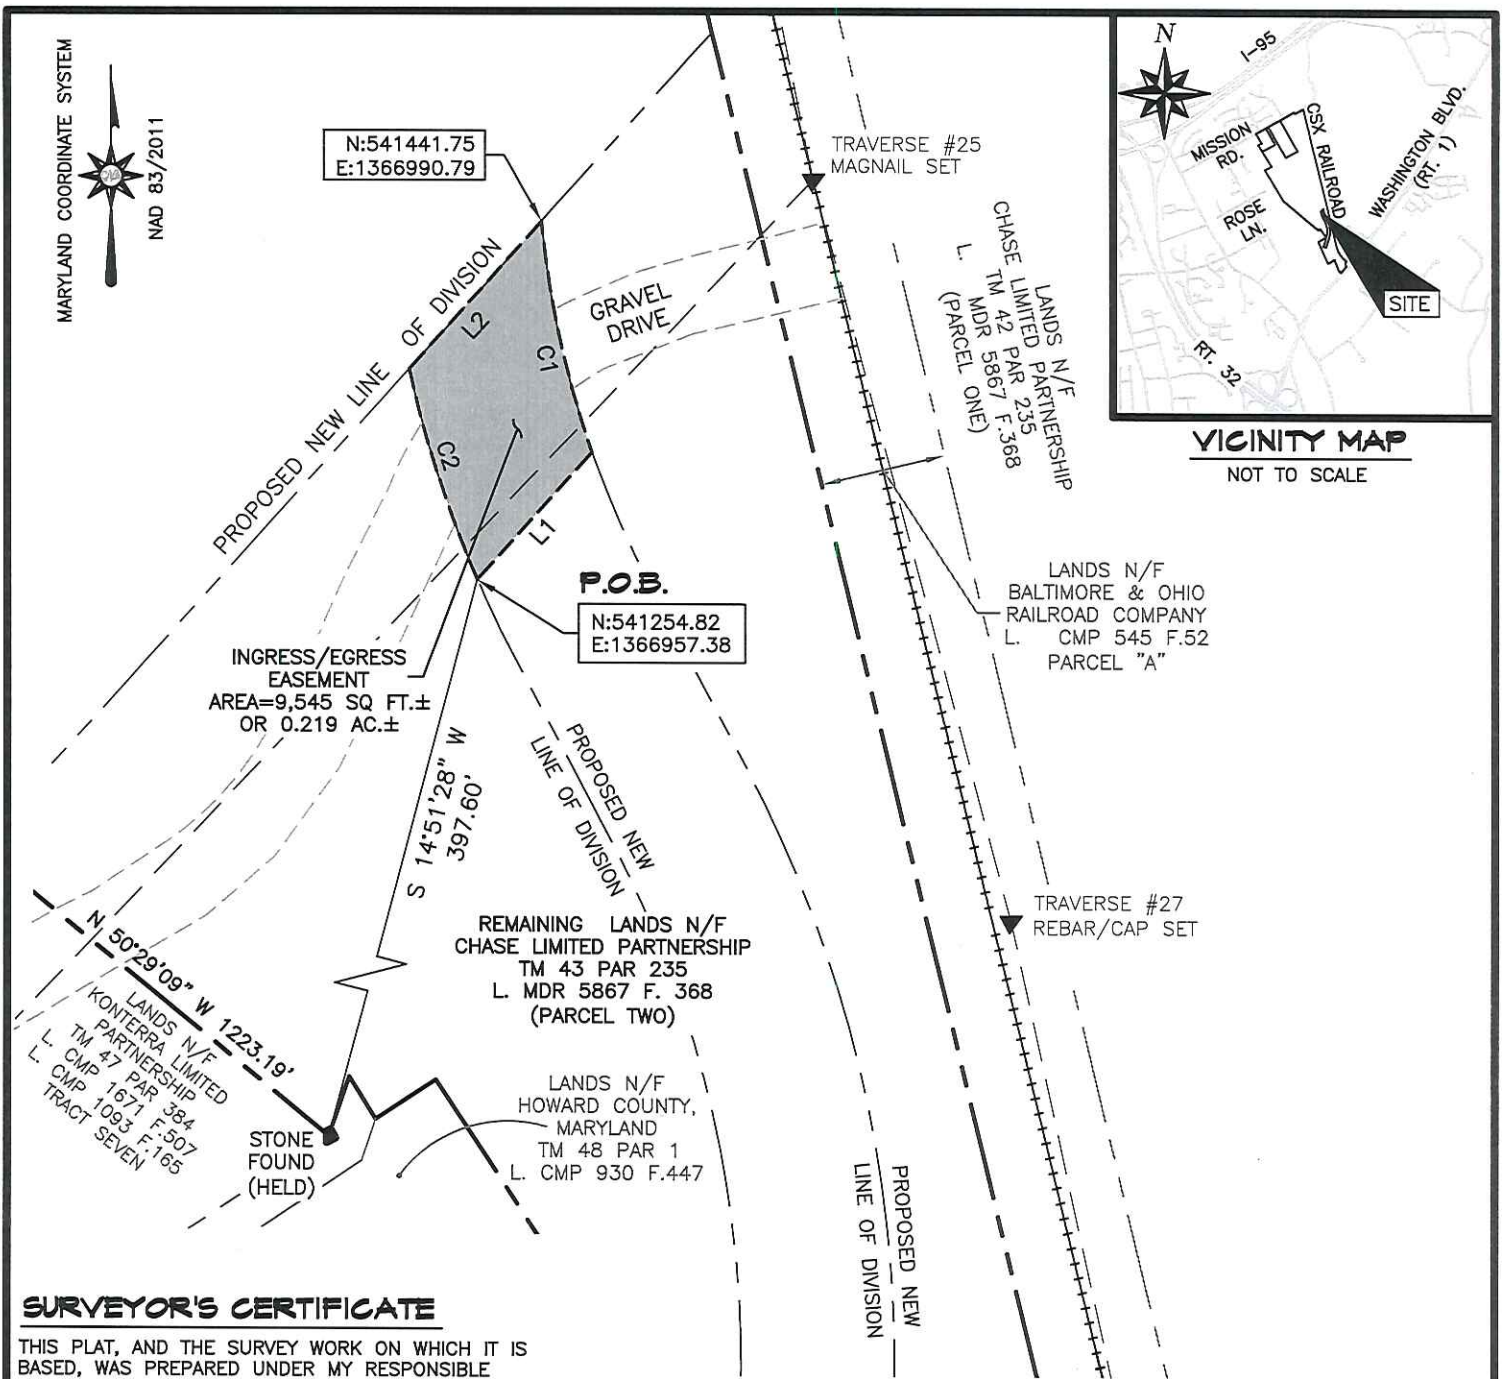 MARYLAND COORDINATE SYSTEM
NAD 83/2011
N:541441.75
E:1366990.79
TRAVERSE #25
MAGNAIL SET
LANDS N/F
CHASE LIMITED PARTNERSHIP
TM 42 PAR 235
L. MDR 5867 F.368
(PARCEL ONE)
N
I-95
MISSION
RD.
CSX RAILROAD
WASHINGTON BLVD.
(RT. 1)
ROSE
LN.
SITE
RT. 32
VICINITY MAP
NOT TO SCALE
PROPOSED NEW LINE OF DIVISION
L2
GRAVEL
DRIVE
C1
C2
L1
P.O.B.
N:541254.82
E:1366957.38
LANDS N/F
BALTIMORE & OHIO
RAILROAD COMPANY
L. CMP 545 F.52
PARCEL "A"
INGRESS/EGRESS
EASEMENT
AREA=9,545 SQ FT.±
OR 0.219 AC.±
S 14°51'28" W
397.60'
PROPOSED NEW
LINE OF DIVISION
TRAVERSE #27
REBAR/CAP SET
REMAINING LANDS N/F
CHASE LIMITED PARTNERSHIP
TM 43 PAR 235
L. MDR 5867 F. 368
(PARCEL TWO)
N 50°29'09" W 1223.19'
LANDS N/F
KONTERRA LIMITED
PARTNERSHIP
TM 47 PAR 384
L. CMP 1671 F.507
L. CMP 1093 F.165
TRACT SEVEN
STONE
FOUND
(HELD)
LANDS N/F
HOWARD COUNTY,
MARYLAND
TM 48 PAR 1
L. CMP 930 F.447
PROPOSED NEW
LINE OF DIVISION
SURVEYOR'S CERTIFICATE
THIS PLAT, AND THE SURVEY WORK ON WHICH IT IS
BASED, WAS PREPARED UNDER MY RESPONSIBLE